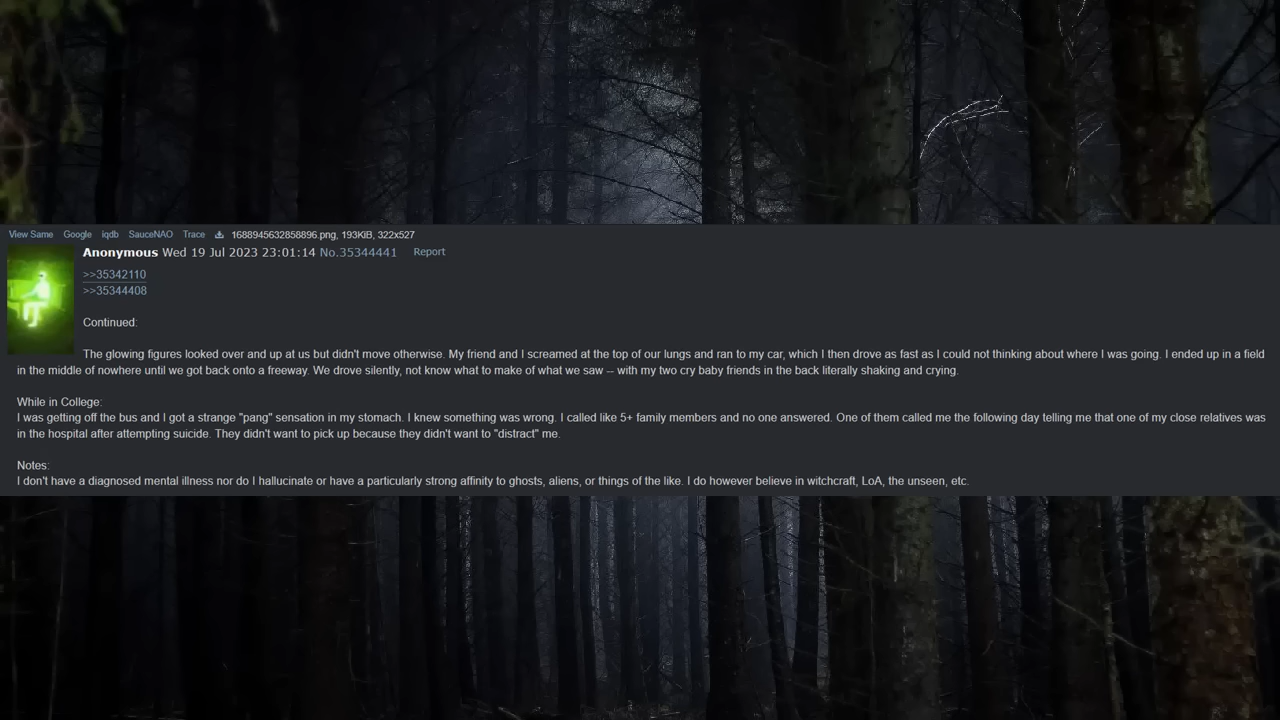 View Same Google iqdb SauceNAO Trace 1688945632858896.png, 193KiB, 322x527
Anonymous Wed 19 Jul 2023 23:01:14 No.35344441 Report
>>35342110
>>35344408
Continued:
The glowing figures looked over and up at us but didn't move otherwise. My friend and I screamed at the top of our lungs and ran to my car, which I then drove as fast as I could not thinking about where I was going. I ended up in a field
in the middle of nowhere until we got back onto a freeway. We drove silently, not know what to make of what we saw -- with my two cry baby friends in the back literally shaking and crying.
While in College:
I was getting off the bus and I got a strange "pang" sensation in my stomach. I knew something was wrong. I called like 5+ family members and no one answered. One of them called me the following day telling me that one of my close relatives was
in the hospital after attempting suicide. They didn't want to pick up because they didn't want to "distract" me.
Notes:
I don't have a diagnosed mental illness nor do I hallucinate or have a particularly strong affinity to ghosts, aliens, or things of the like. I do however believe in witchcraft, LoA, the unseen, etc.